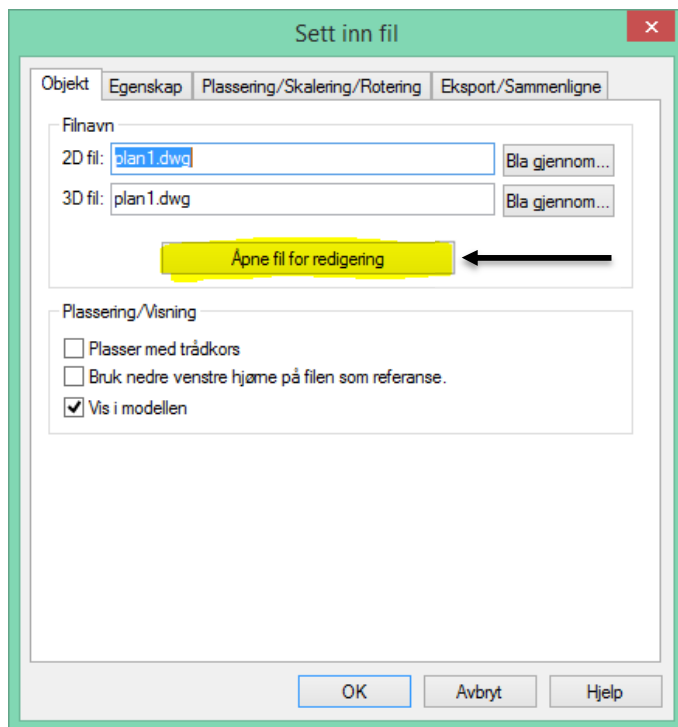 Sett inn fil
Objekt Egenskap Plassering/Skalering/Rotering Eksport/Sammenligne
Filnavn
2D fil: plan1.dwg Bla gjennom...
3D fil: plan1.dwg Bla gjennom...
Åpne fil for redigering
Plassering/Visning
Plasser med trådkors
Bruk nedre venstre hjørne på filen som referanse.
Vis i modellen
OK Avbryt Hjelp